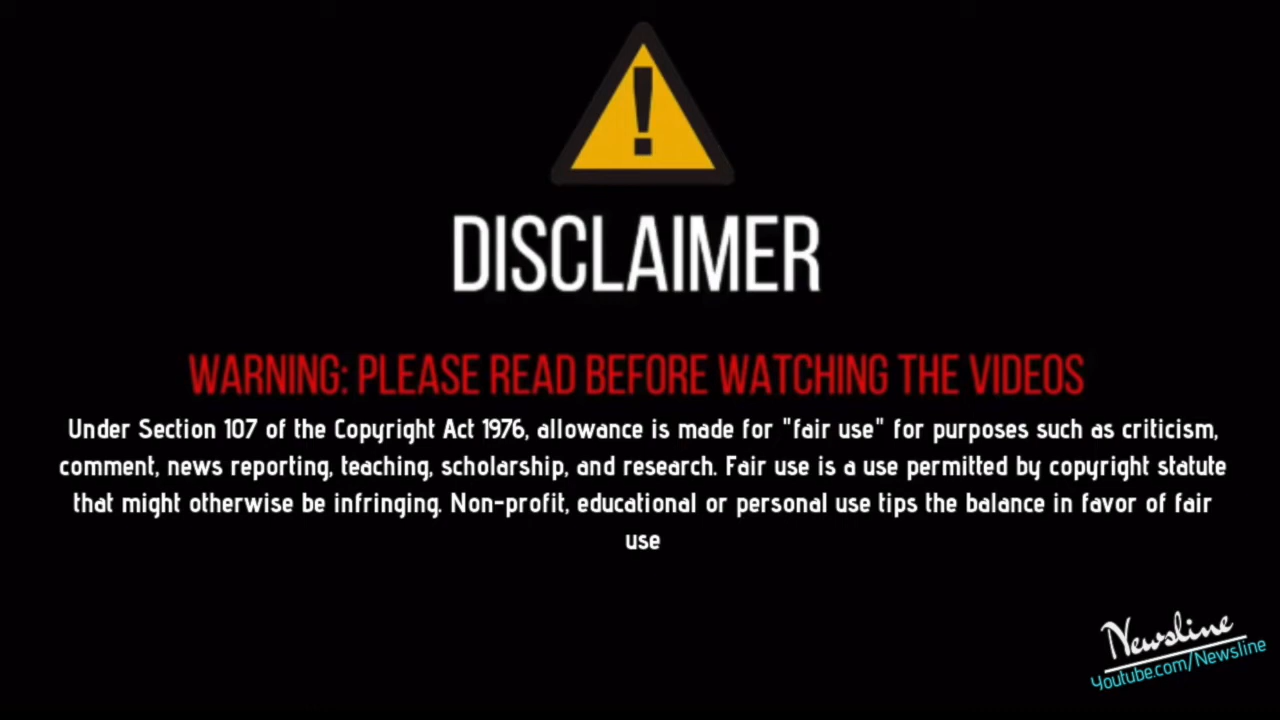 DISCLAIMER
WARNING: PLEASE READ BEFORE WATCHING THE VIDEOS
Under Section 107 of the Copyright Act 1976, allowance is made for "fair use" for purposes such as criticism,
comment, news reporting, teaching, scholarship, and research. Fair use is a use permitted by copyright statute
that might otherwise be infringing. Non-profit, educational or personal use tips the balance in favor of fair
use
Newsline
Youtube.com/Newsline